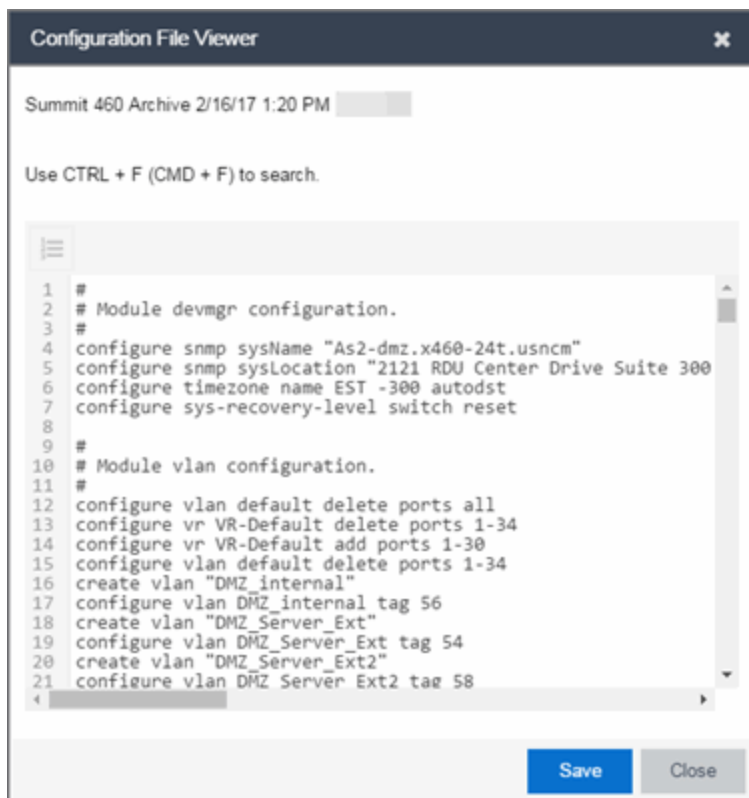 Configuration File Viewer
Summit 460 Archive 2/16/17 1:20 PM
Use CTRL + F (CMD + F) to search.
1 #
2 # Module devmgr configuration.
3 #
4 configure snmp sysName "As2-dmz.x460-24t.usncm"
5 configure snmp sysLocation "2121 RDU Center Drive Suite 300
6 configure timezone name EST -300 autodst
7 configure sys-recovery-level switch reset
8
9 #
10 # Module vlan configuration.
11 #
12 configure vlan default delete ports all
13 configure vr VR-Default delete ports 1-34
14 configure vr VR-Default add ports 1-30
15 configure vlan default delete ports 1-34
16 create vlan "DMZ_internal"
17 configure vlan DMZ_internal tag 56
18 create vlan "DMZ_Server_Ext"
19 configure vlan DMZ_Server_Ext tag 54
20 create vlan "DMZ_Server_Ext2"
21 configure vlan DMZ_Server_Ext2 tag 58
Save Close